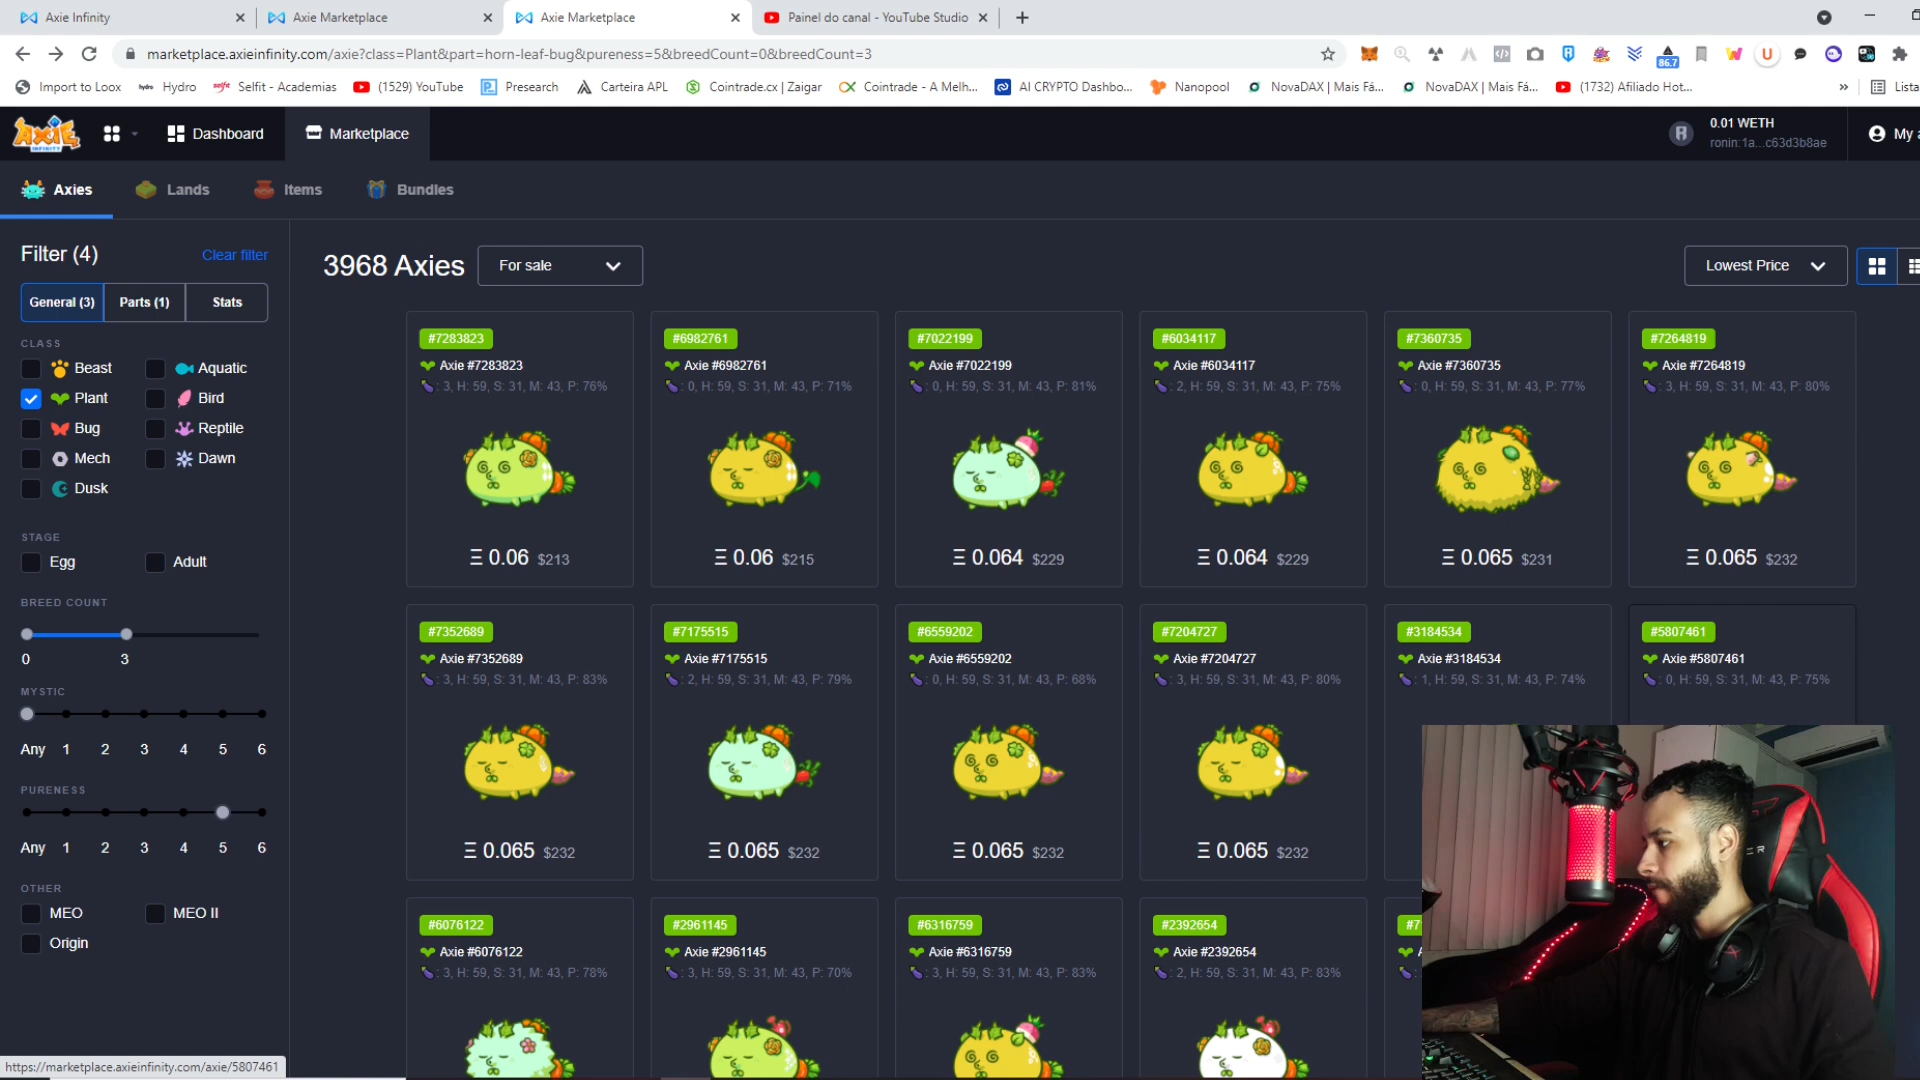 Axie Infinity
Axie Marketplace
Axie Marketplace
Painel do canal - YouTube Studio
marketplace.axieinfinity.com/axie?class=Plant&part=horn-leaf-bug&pureness=5&breedCount=0&breedCount=3
86.7
Import to Loox
Hydro
Selfit - Academias
(1529) YouTube
Presearch
Carteira APL
Cointrade.cx | Zaigar
Cointrade - A Melh...
AI CRYPTO Dashbo...
Nanopool
NovaDAX | Mais Fá...
NovaDAX | Mais Fá...
(1732) Afiliado Hot...
Lista
AXIE
INFINITY
Dashboard
Marketplace
0.01 WETH
ronin:1a...c63d3b8ae
My a
Axies
Lands
Items
Bundles
Filter (4)
Clear filter
General (3)
Parts (1)
Stats
CLASS
Beast
Aquatic
Plant
Bird
Bug
Reptile
Mech
Dawn
Dusk
STAGE
Egg
Adult
BREED COUNT
0 3
MYSTIC
Any 1 2 3 4 5 6
PURENESS
Any 1 2 3 4 5 6
OTHER
MEO
MEO II
Origin
3968 Axies
For sale
Lowest Price
#7283823
Axie #7283823
: 3, H: 59, S: 31, M: 43, P: 76%
Ξ 0.06 $213
#6982761
Axie #6982761
: 0, H: 59, S: 31, M: 43, P: 71%
Ξ 0.06 $215
#7022199
Axie #7022199
: 0, H: 59, S: 31, M: 43, P: 81%
Ξ 0.064 $229
#6034117
Axie #6034117
: 2, H: 59, S: 31, M: 43, P: 75%
Ξ 0.064 $229
#7360735
Axie #7360735
: 0, H: 59, S: 31, M: 43, P: 77%
Ξ 0.065 $231
#7264819
Axie #7264819
: 3, H: 59, S: 31, M: 43, P: 80%
Ξ 0.065 $232
#7352689
Axie #7352689
: 3, H: 59, S: 31, M: 43, P: 83%
Ξ 0.065 $232
#7175515
Axie #7175515
: 2, H: 59, S: 31, M: 43, P: 79%
Ξ 0.065 $232
#6559202
Axie #6559202
: 0, H: 59, S: 31, M: 43, P: 68%
Ξ 0.065 $232
#7204727
Axie #7204727
: 3, H: 59, S: 31, M: 43, P: 80%
Ξ 0.065 $232
#3184534
Axie #3184534
: 1, H: 59, S: 31, M: 43, P: 74%
#5807461
Axie #5807461
: 0, H: 59, S: 31, M: 43, P: 75%
#6076122
Axie #6076122
: 3, H: 59, S: 31, M: 43, P: 78%
#2961145
Axie #2961145
: 3, H: 59, S: 31, M: 43, P: 70%
#6316759
Axie #6316759
: 3, H: 59, S: 31, M: 43, P: 83%
#2392654
Axie #2392654
: 2, H: 59, S: 31, M: 43, P: 83%
#7
https://marketplace.axieinfinity.com/axie/5807461